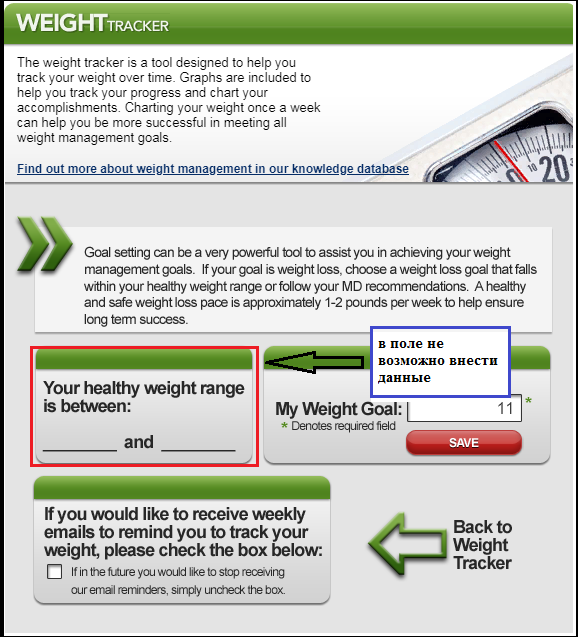 WEIGHT TRACKER
The weight tracker is a tool designed to help you
track your weight over time. Graphs are included to
help you track your progress and chart your
accomplishments. Charting your weight once a week
can help you be more successful in meeting all
weight management goals.
Find out more about weight management in our knowledge database
10
20
Goal setting can be a very powerful tool to assist you in achieving your weight
management goals. If your goal is weight loss, choose a weight loss goal that falls
within your healthy weight range or follow your MD recommendations. A healthy
and safe weight loss pace is approximately 1-2 pounds per week to help ensure
long term success.
Your healthy weight range
is between:
________ and ________
в поле не
возможно внести
данные
My Weight Goal: 11 *
* Denotes required field
SAVE
If you would like to receive weekly
emails to remind you to track your
weight, please check the box below:
If in the future you would like to stop receiving
our email reminders, simply uncheck the box.
Back to
Weight
Tracker